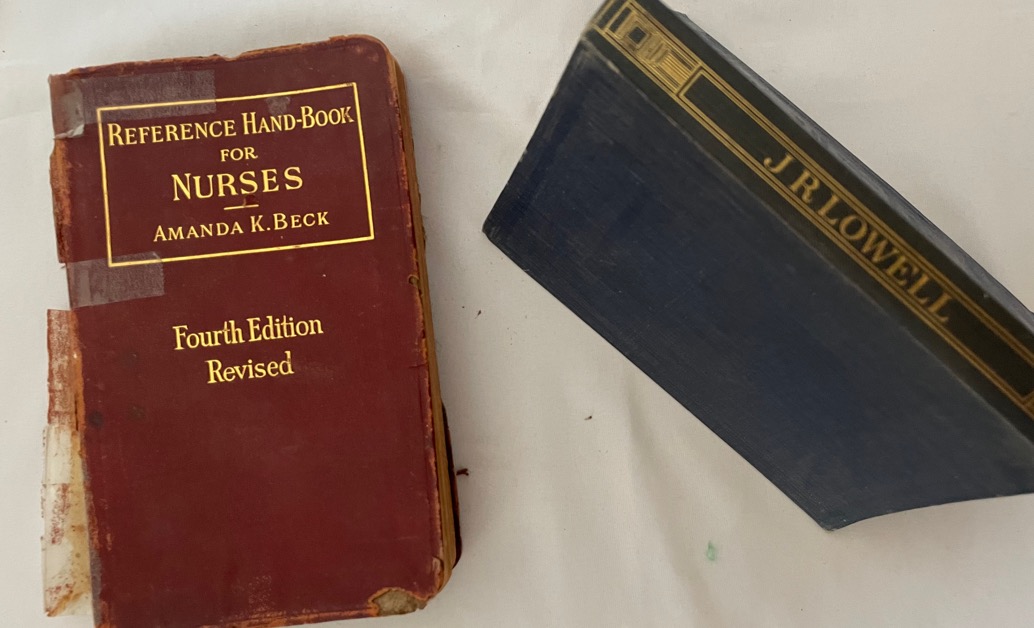 REFERENCE HAND-BOOK
FOR
NURSES
AMANDA K. BECK
Fourth Edition
Revised
J R LOWELL